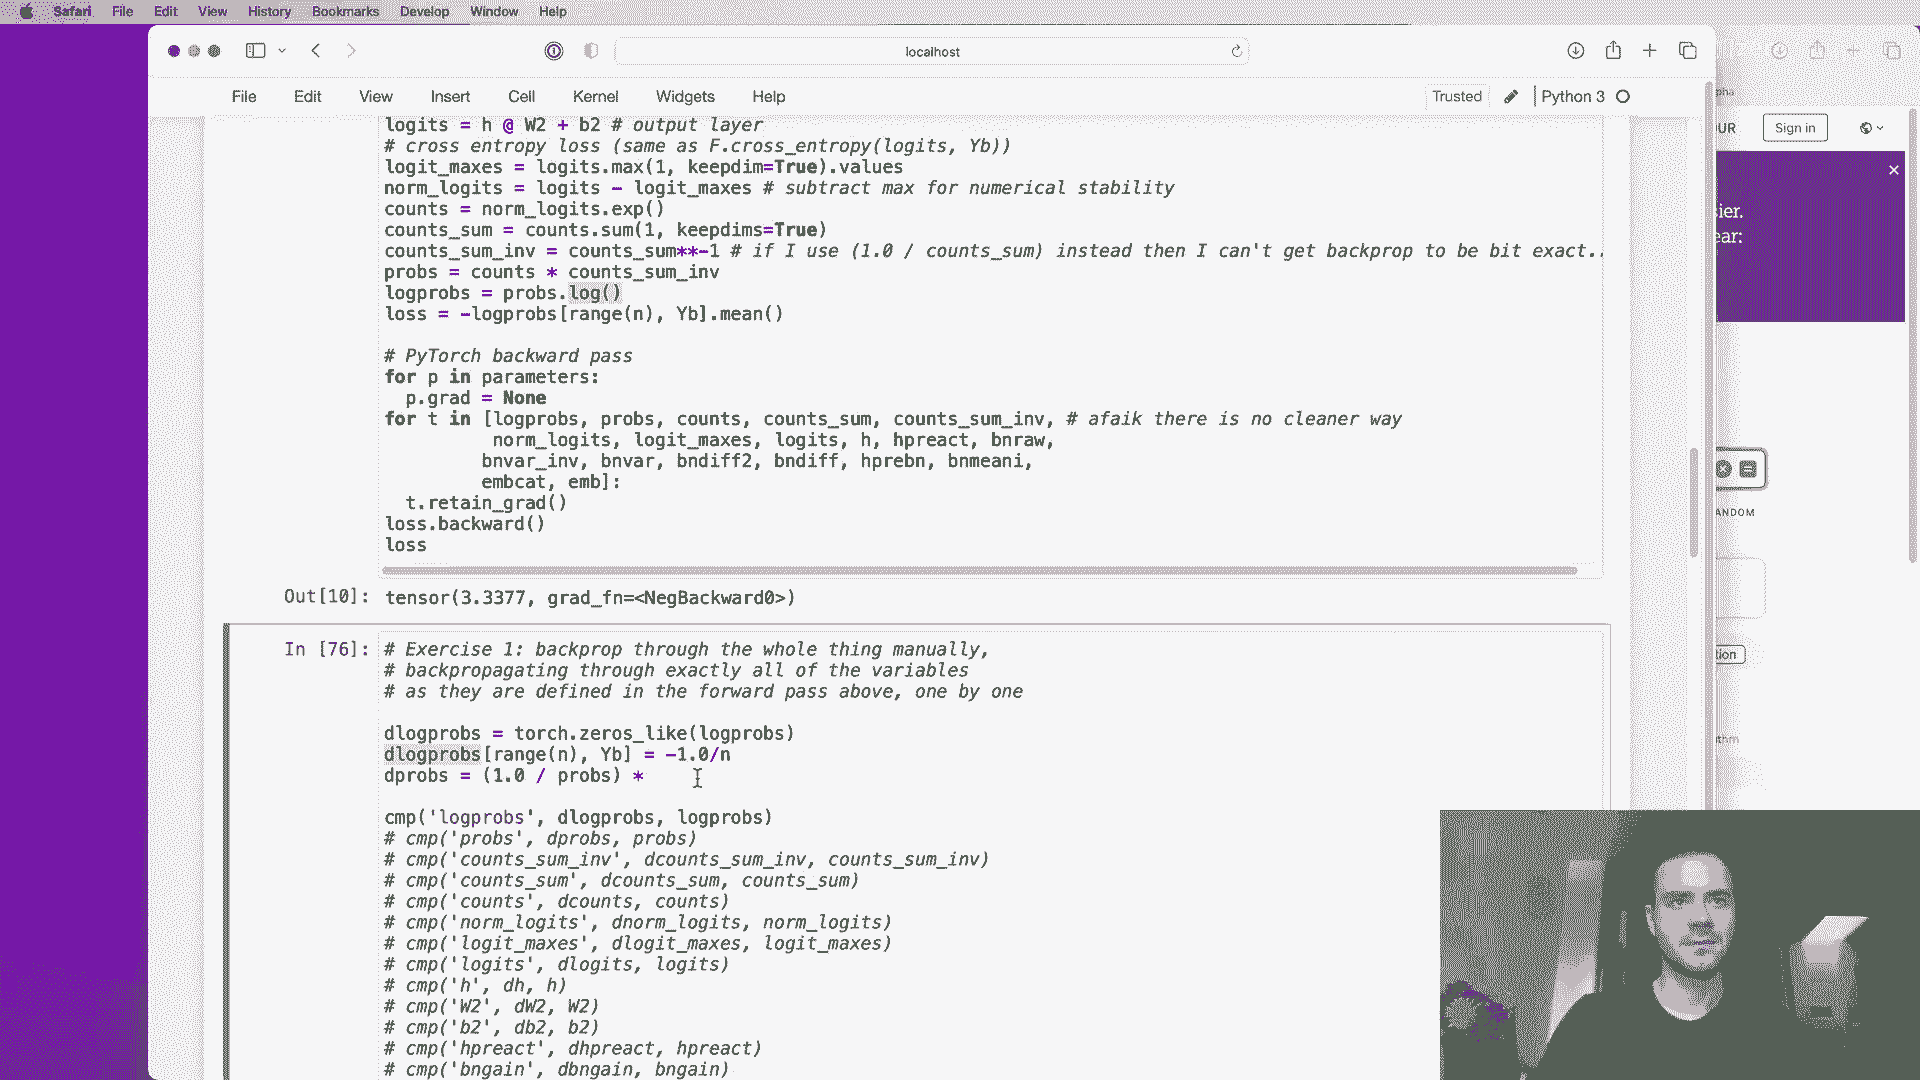 Safari File Edit View History Bookmarks Develop Window Help
localhost
File Edit View Insert Cell Kernel Widgets Help
Trusted Python 3
logits = h @ W2 + b2 # output layer
# cross entropy loss (same as F.cross_entropy(logits, Yb))
logit_maxes = logits.max(1, keepdim=True).values
norm_logits = logits - logit_maxes # subtract max for numerical stability
counts = norm_logits.exp()
counts_sum = counts.sum(1, keepdims=True)
counts_sum_inv = counts_sum**-1 # if I use (1.0 / counts_sum) instead then I can't get backprop to be bit exact..
probs = counts * counts_sum_inv
logprobs = probs.log()
loss = -logprobs[range(n), Yb].mean()
# PyTorch backward pass
for p in parameters:
p.grad = None
for t in [logprobs, probs, counts, counts_sum, counts_sum_inv, # afaik there is no cleaner way
norm_logits, logit_maxes, logits, h, hpreact, bnraw,
bnvar_inv, bnvar, bndiff2, bndiff, hprebn, bnmeani,
embcat, emb]:
t.retain_grad()
loss.backward()
loss
Out[10]: tensor(3.3377, grad_fn=<NegBackward0>)
In [76]: # Exercise 1: backprop through the whole thing manually,
# backpropagating through exactly all of the variables
# as they are defined in the forward pass above, one by one
dlogprobs = torch.zeros_like(logprobs)
dlogprobs[range(n), Yb] = -1.0/n
dprobs = (1.0 / probs) *
cmp('logprobs', dlogprobs, logprobs)
# cmp('probs', dprobs, probs)
# cmp('counts_sum_inv', dcounts_sum_inv, counts_sum_inv)
# cmp('counts_sum', dcounts_sum, counts_sum)
# cmp('counts', dcounts, counts)
# cmp('norm_logits', dnorm_logits, norm_logits)
# cmp('logit_maxes', dlogit_maxes, logit_maxes)
# cmp('logits', dlogits, logits)
# cmp('h', dh, h)
# cmp('W2', dW2, W2)
# cmp('b2', db2, b2)
# cmp('hpreact', dhpreact, hpreact)
# cmp('bngain', dbngain, bngain)
UR Sign in
ier.
ear:
ANDOM
tion